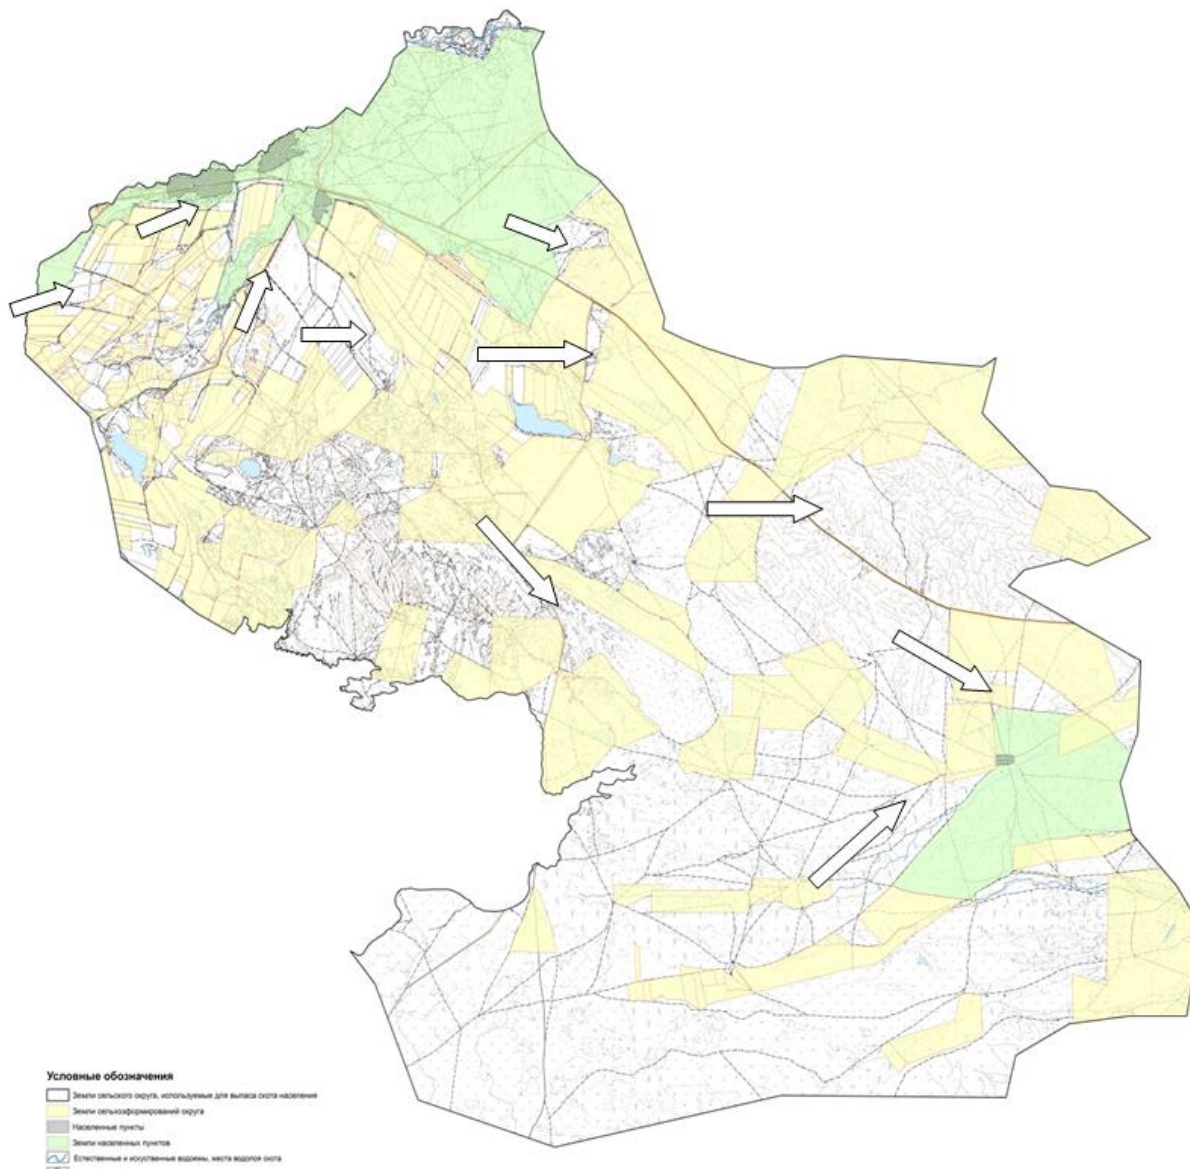 Условные обозначения
Земли сельского округа, используемые для выпаса скота населения
Земли сельхозформирований округа
Населенные пункты
Земли населенных пунктов
Естественные и искуственные водоемы, места водопоя скота